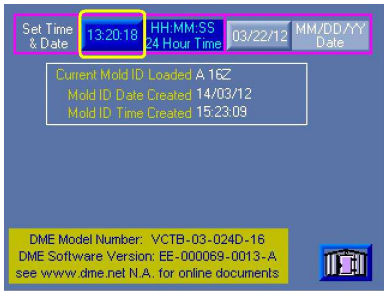 Set Time & Date
13:20:18
HH:MM:SS
24 Hour Time
03/22/12
MM/DD/YY
Date
Current Mold ID Loaded A 16Z
Mold ID Date Created 14/03/12
Mold ID Time Created 15:23:09
DME Model Number: VCTB-03-024D-16
DME Software Version: EE-000069-0013-A
see www.dme.net N.A. for online documents